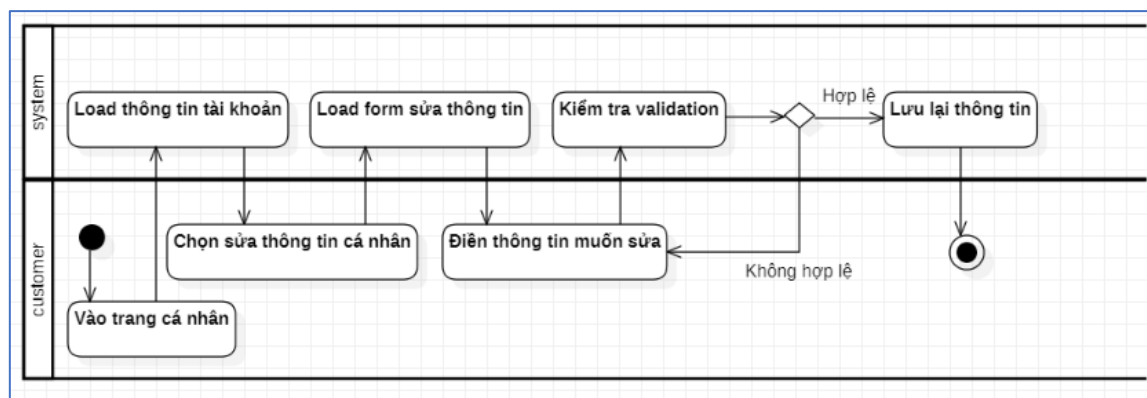 system
Load thông tin tài khoản
Load form sửa thông tin
Kiểm tra validation
Hợp lệ
Lưu lại thông tin
customer
Chọn sửa thông tin cá nhân
Điền thông tin muốn sửa
Không hợp lệ
Vào trang cá nhân